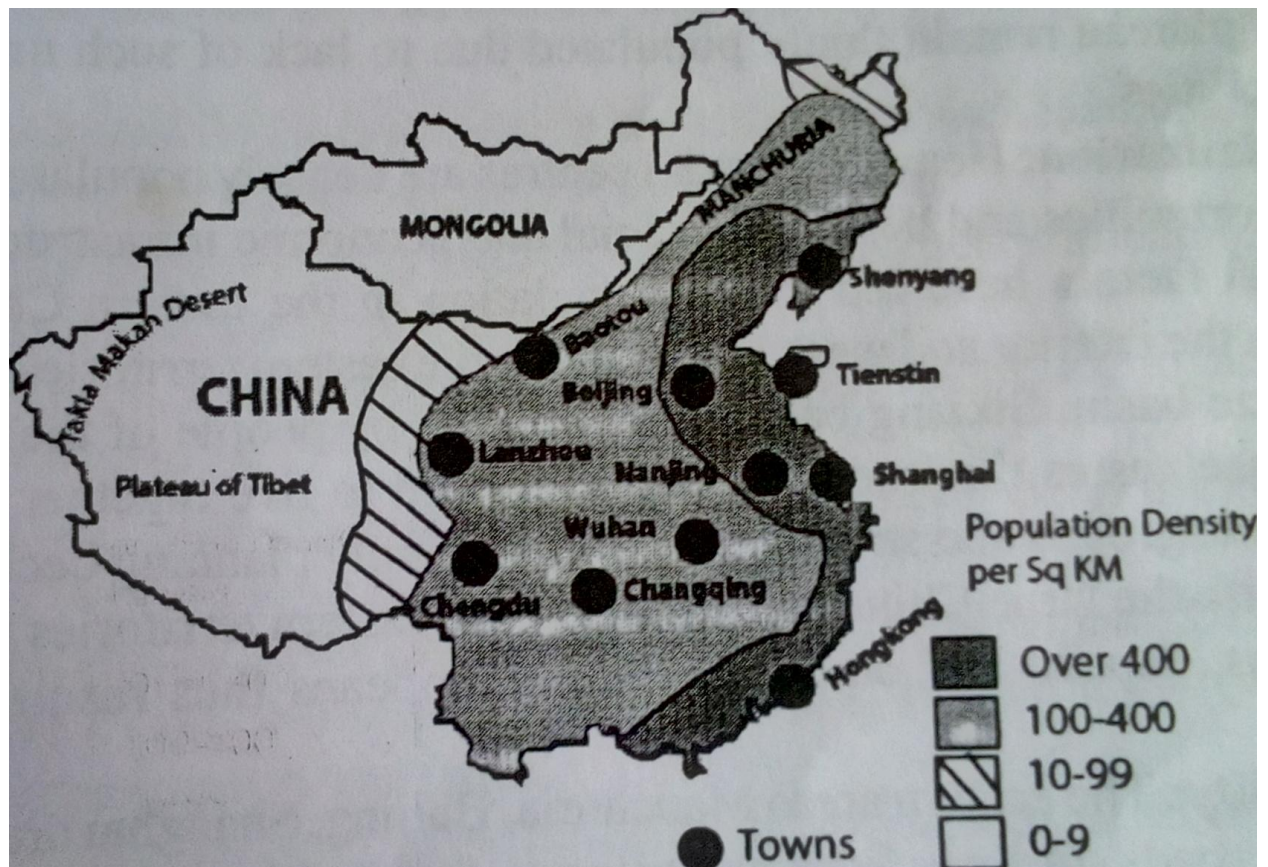 MANCHURIA
MONGOLIA
Shenyang
Takla Makan Desert
Baotou
Tienstin
CHINA
Beijing
Lanzhou
Nanjing
Shanghai
Plateau of Tibet
Wuhan
Population Density
per Sq KM
Chengdu
Changqing
Hongkong
Over 400
100-400
10-99
0-9
Towns